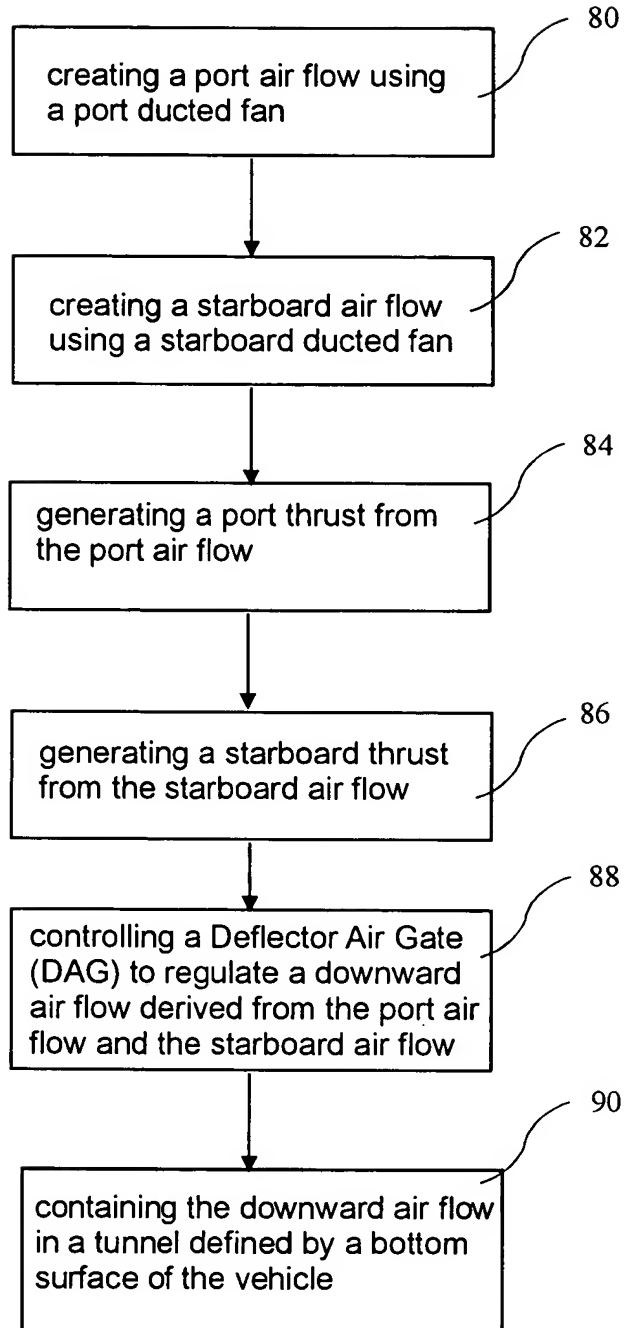 80
creating a port air flow using
a port ducted fan
82
creating a starboard air flow
using a starboard ducted fan
84
generating a port thrust from
the port air flow
86
generating a starboard thrust
from the starboard air flow
88
controlling a Deflector Air Gate
(DAG) to regulate a downward
air flow derived from the port air
flow and the starboard air flow
90
containing the downward air flow
in a tunnel defined by a bottom
surface of the vehicle